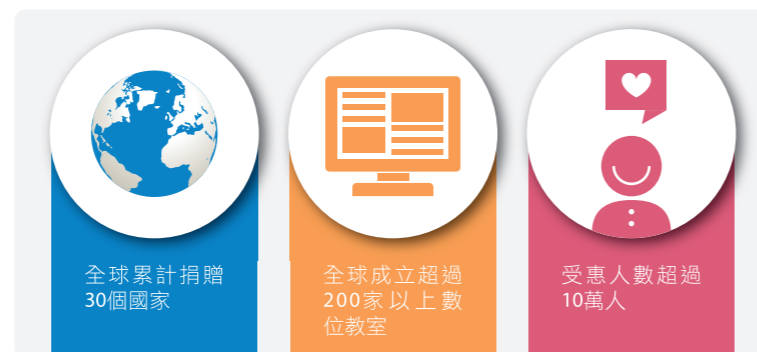 全球累計捐贈
30個國家
全球成立超過
200家以上數
位教室
受惠人數超過
10萬人